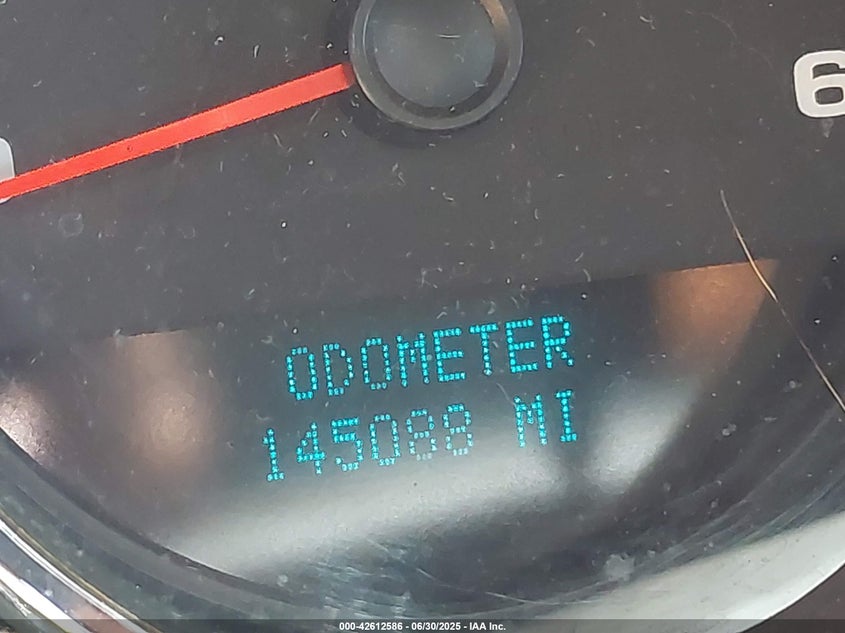 6
ODOMETER
145088 MI
000-42612586 - 06/30/2025 - IAA Inc.